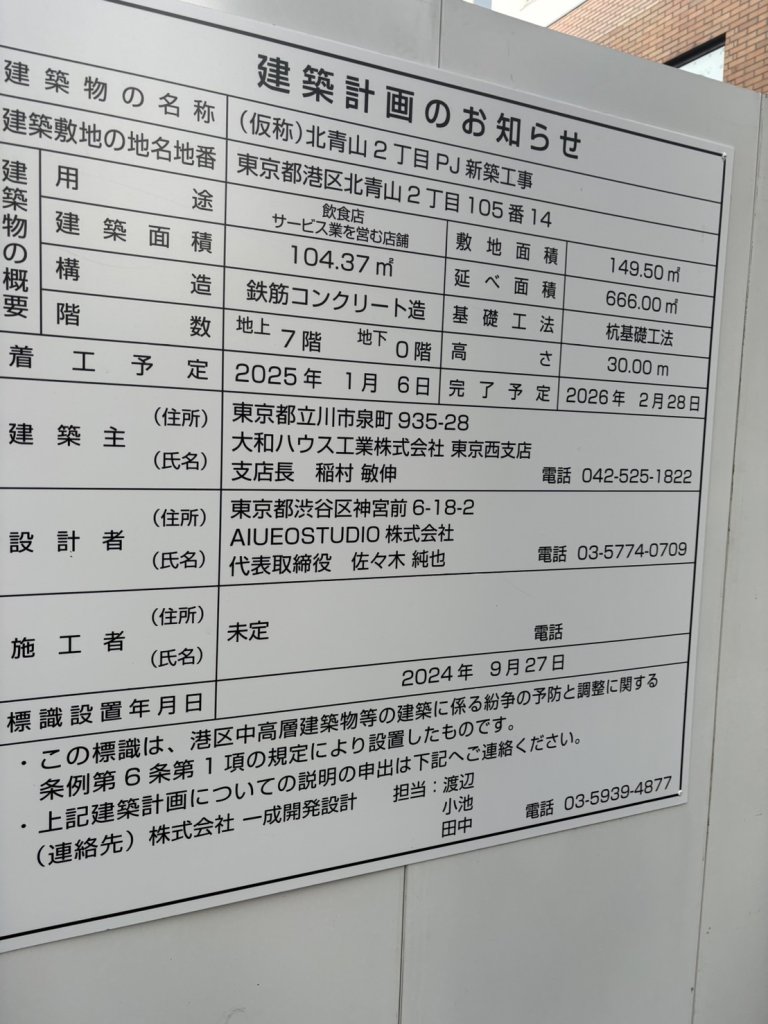 建築計画のお知らせ
建築物の名称 (仮称)北青山2丁目PJ新築工事
建築敷地の地名地番 東京都港区北青山2丁目105番14
建築物の概要
用途 飲食店
サービス業を営む店舗 敷地面積 149.50㎡
建築面積 104.37㎡ 延べ面積 666.00㎡
構造 鉄筋コンクリート造 基礎工法 杭基礎工法
階数 地上 7階 地下 0階 高さ 30.00m
着工予定 2025年 1月 6日 完了予定 2026年 2月28日
建築主 (住所) 東京都立川市泉町935-28
大和ハウス工業株式会社 東京西支店
(氏名) 支店長 稲村 敏伸 電話 042-525-1822
設計者 (住所) 東京都渋谷区神宮前6-18-2
AIUEOSTUDIO株式会社
(氏名) 代表取締役 佐々木 純也 電話 03-5774-0709
施工者 (住所)
(氏名) 未定 電話
標識設置年月日 2024年 9月27日
・この標識は、港区中高層建築物等の建築に係る紛争の予防と調整に関する
条例第6条第1項の規定により設置したものです。
・上記建築計画についての説明の申出は下記へご連絡ください。
(連絡先)株式会社 一成開発設計 担当:渡辺
小池
田中 電話 03-5939-4877